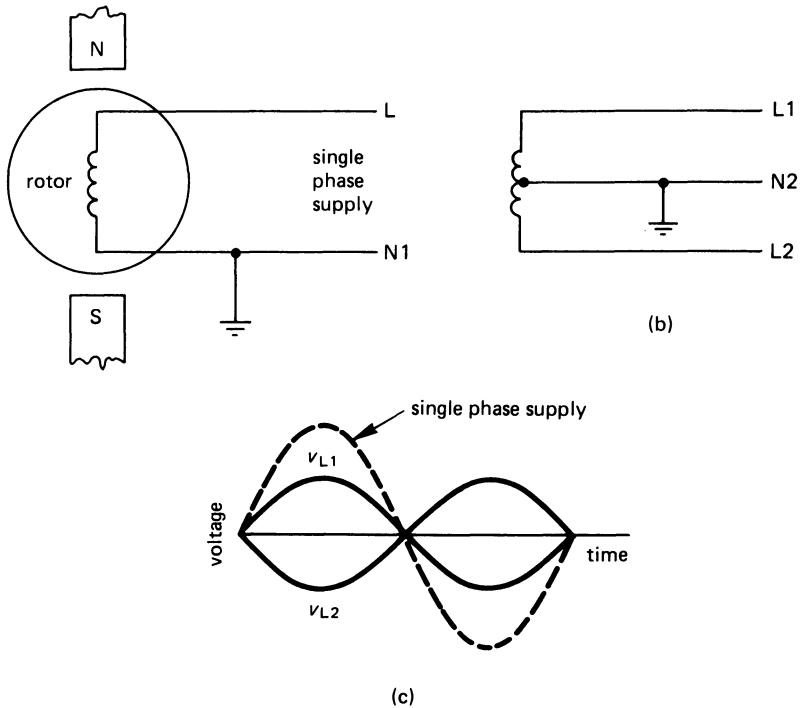 N
L
rotor
single
phase
supply
N1
S
L1
N2
L2
(b)
single phase supply
vL1
voltage
time
vL2
(c)